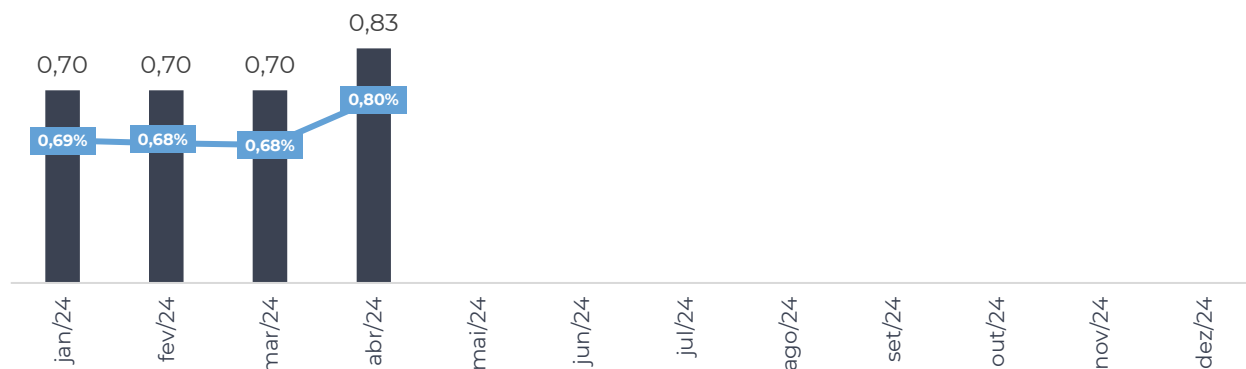 0,83
0,70 0,70 0,70
0,80%
0,69% 0,68% 0,68%
jan/24 fev/24 mar/24 abr/24 mai/24 jun/24 jul/24 ago/24 set/24 out/24 nov/24 dez/24